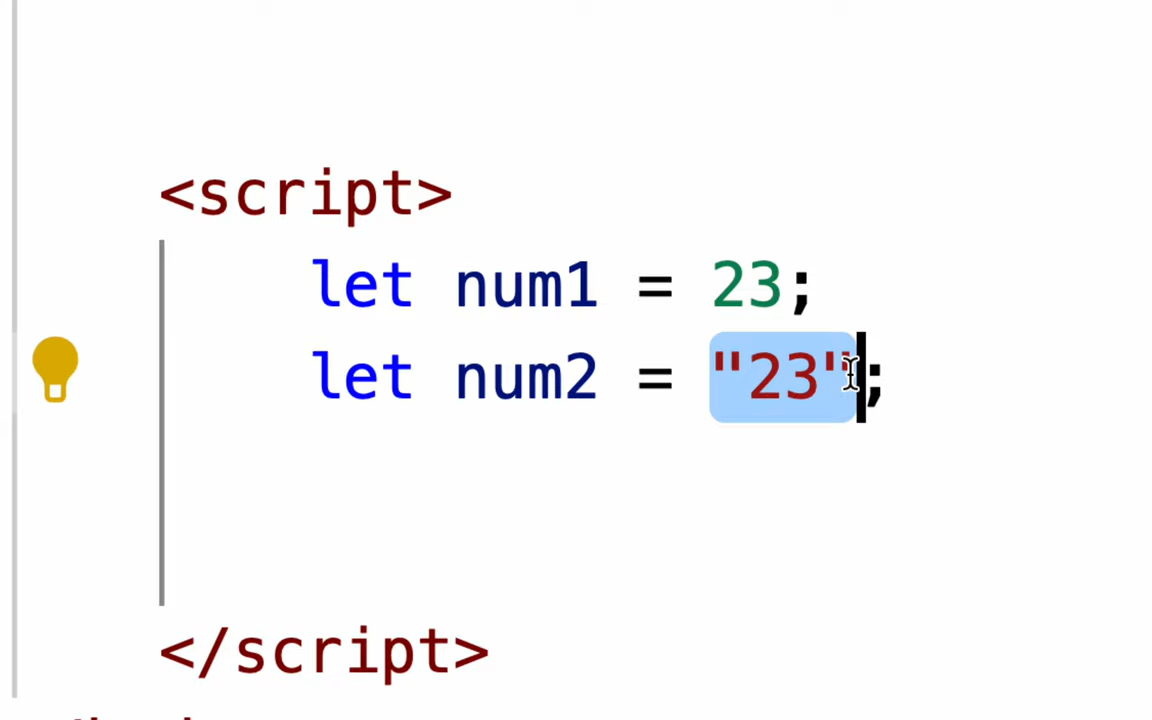 <script>
let num1 = 23;
let num2 = "23";
</script>